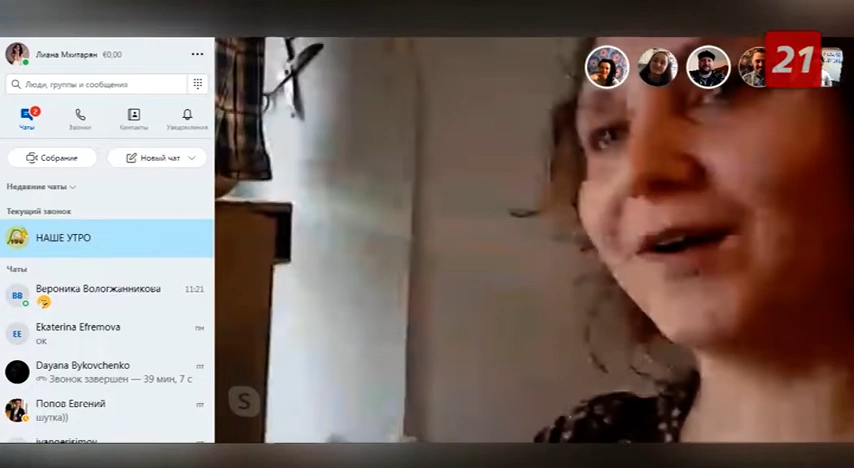 Лиана Мхитарян €0,00
Люди, группы и сообщения
Чаты 2
Звонки
Контакты
Уведомления
Собрание
Новый чат
Недавние чаты
Текущий звонок
НАШЕ УТРО
Чаты
ВВ
Вероника Вологжанникова 11:21
EE
Ekaterina Efremova пн
ок
Dayana Bykovchenko пт
Звонок завершен — 39 мин, 7 с
Попов Евгений пт
шутка))
S
21